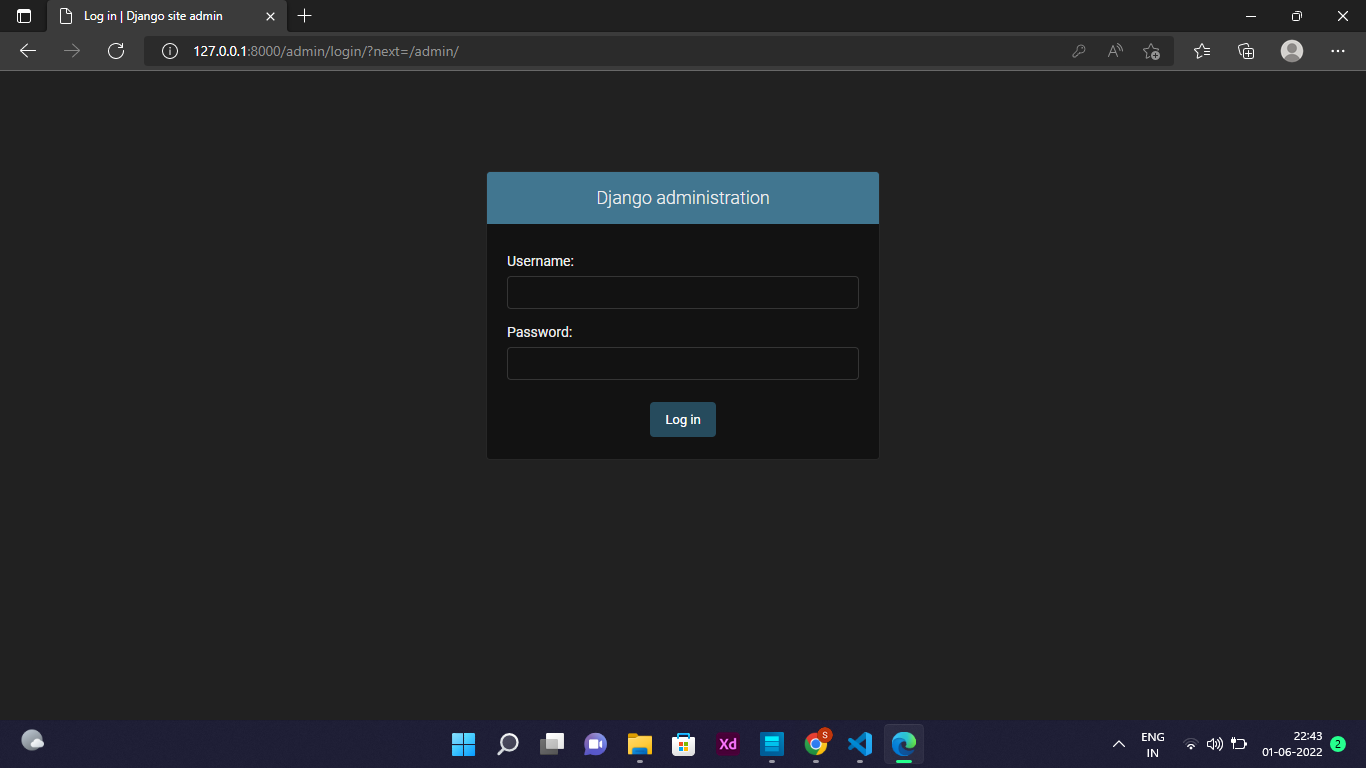 Log in | Django site admin
127.0.0.1:8000/admin/login/?next=/admin/
Django administration
Username:
Password:
Log in
Xd
S
ENG
IN
22:43
01-06-2022
2